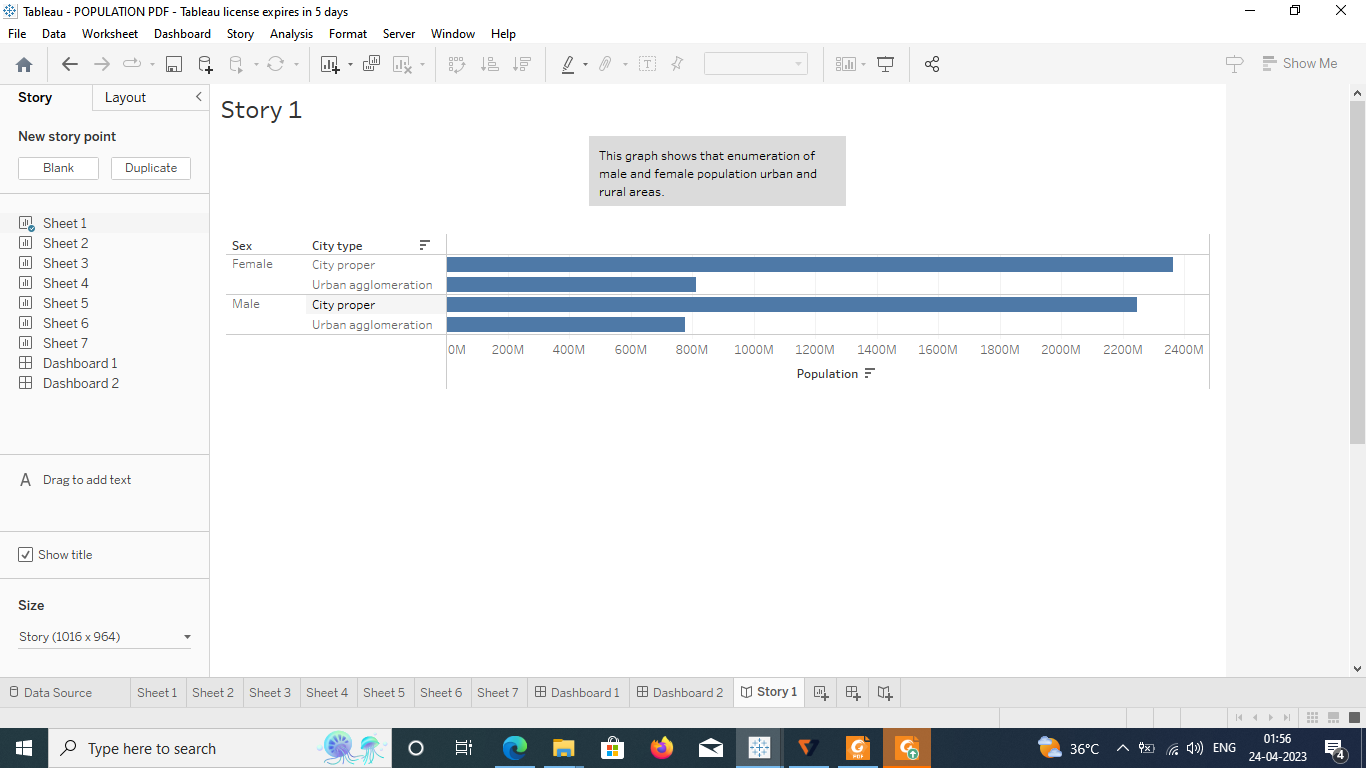 Tableau - POPULATION PDF - Tableau license expires in 5 days
File Data Worksheet Dashboard Story Analysis Format Server Window Help
Show Me
Story Layout
New story point
Blank Duplicate
Sheet 1
Sheet 2
Sheet 3
Sheet 4
Sheet 5
Sheet 6
Sheet 7
Dashboard 1
Dashboard 2
A Drag to add text
Show title
Size
Story (1016 x 964)
Story 1
This graph shows that enumeration of
male and female population urban and
rural areas.
Sex City type
Female City proper
Urban agglomeration
Male City proper
Urban agglomeration
0M 200M 400M 600M 800M 1000M 1200M 1400M 1600M 1800M 2000M 2200M 2400M
Population
Data Source Sheet 1 Sheet 2 Sheet 3 Sheet 4 Sheet 5 Sheet 6 Sheet 7 Dashboard 1 Dashboard 2 Story 1
Type here to search 36°C ENG 01:56
24-04-2023 4